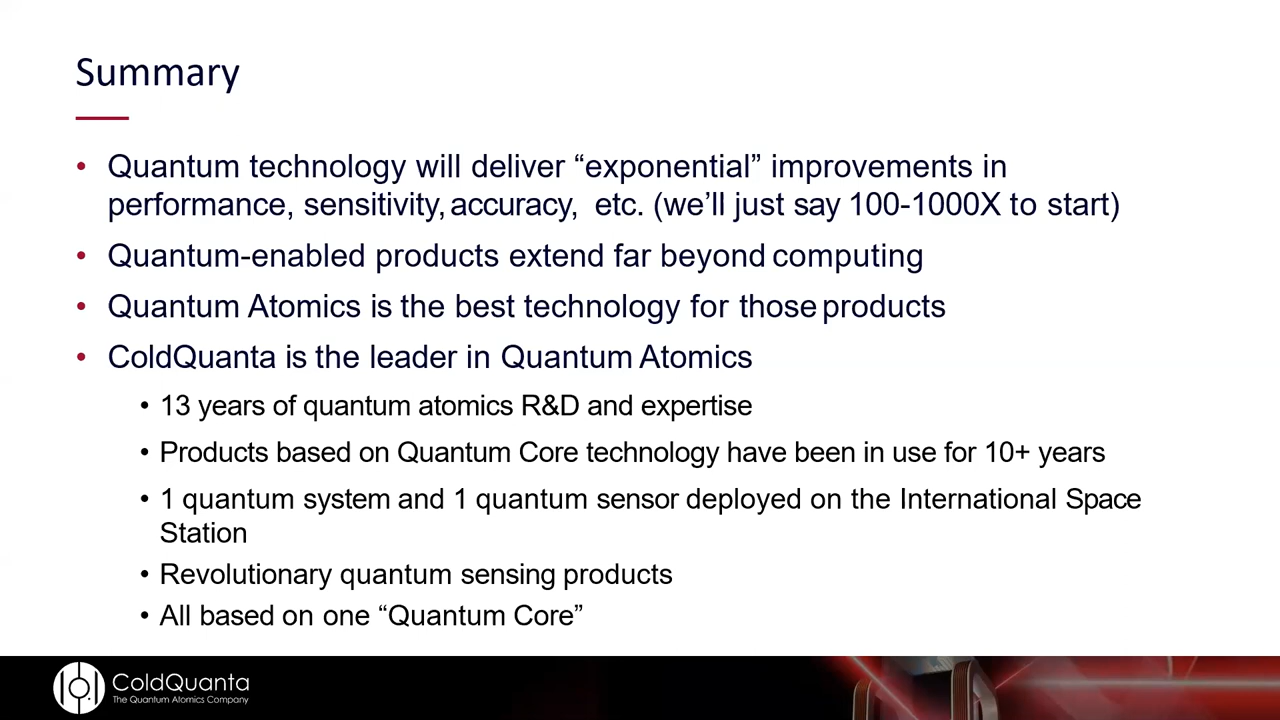 Summary
• Quantum technology will deliver “exponential” improvements in
performance, sensitivity, accuracy, etc. (we’ll just say 100-1000X to start)
• Quantum-enabled products extend far beyond computing
• Quantum Atomics is the best technology for those products
• ColdQuanta is the leader in Quantum Atomics
• 13 years of quantum atomics R&D and expertise
• Products based on Quantum Core technology have been in use for 10+ years
• 1 quantum system and 1 quantum sensor deployed on the International Space
Station
• Revolutionary quantum sensing products
• All based on one “Quantum Core”
ColdQuanta
The Quantum Atomics Company